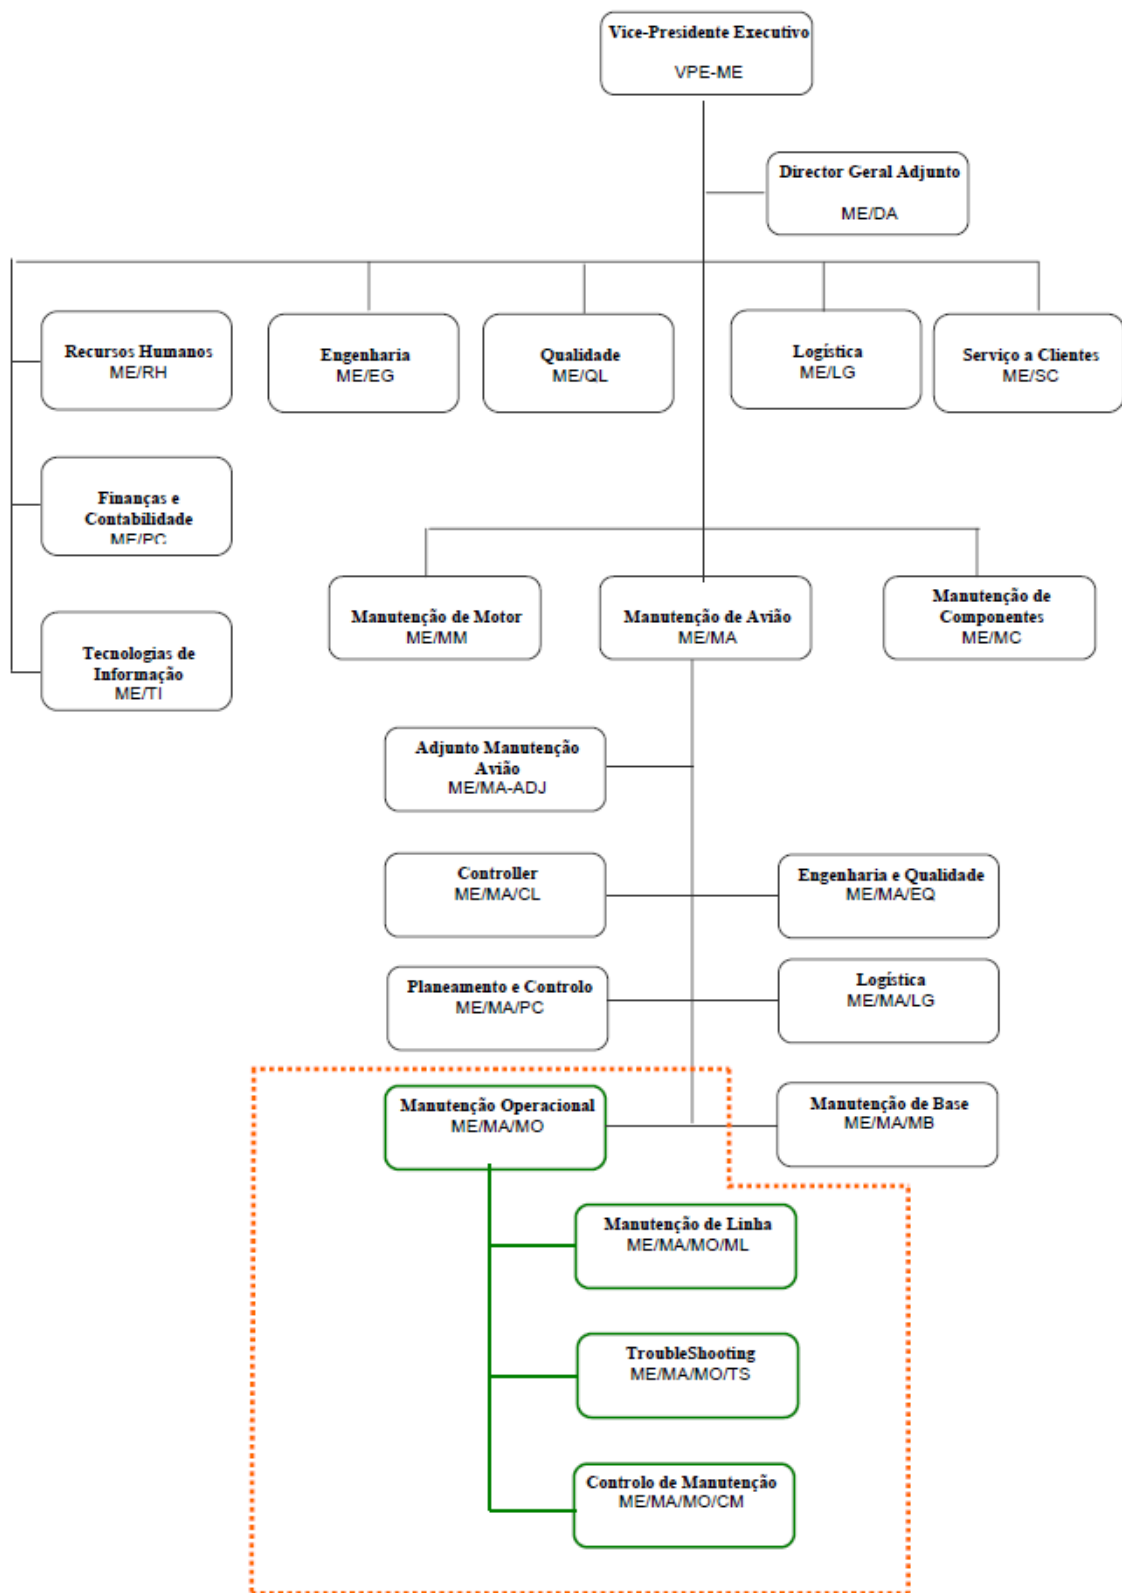 Vice-Presidente Executivo
VPE-ME
Director Geral Adjunto
ME/DA
Recursos Humanos
ME/RH
Engenharia
ME/EG
Qualidade
ME/QL
Logística
ME/LG
Serviço a Clientes
ME/SC
Finanças e
Contabilidade
ME/PC
Tecnologias de
Informação
ME/TI
Manutenção de Motor
ME/MM
Manutenção de Avião
ME/MA
Manutenção de
Componentes
ME/MC
Adjunto Manutenção
Avião
ME/MA-ADJ
Controller
ME/MA/CL
Engenharia e Qualidade
ME/MA/EQ
Planeamento e Controlo
ME/MA/PC
Logística
ME/MA/LG
Manutenção Operacional
ME/MA/MO
Manutenção de Base
ME/MA/MB
Manutenção de Linha
ME/MA/MO/ML
TroubleShooting
ME/MA/MO/TS
Controlo de Manutenção
ME/MA/MO/CM